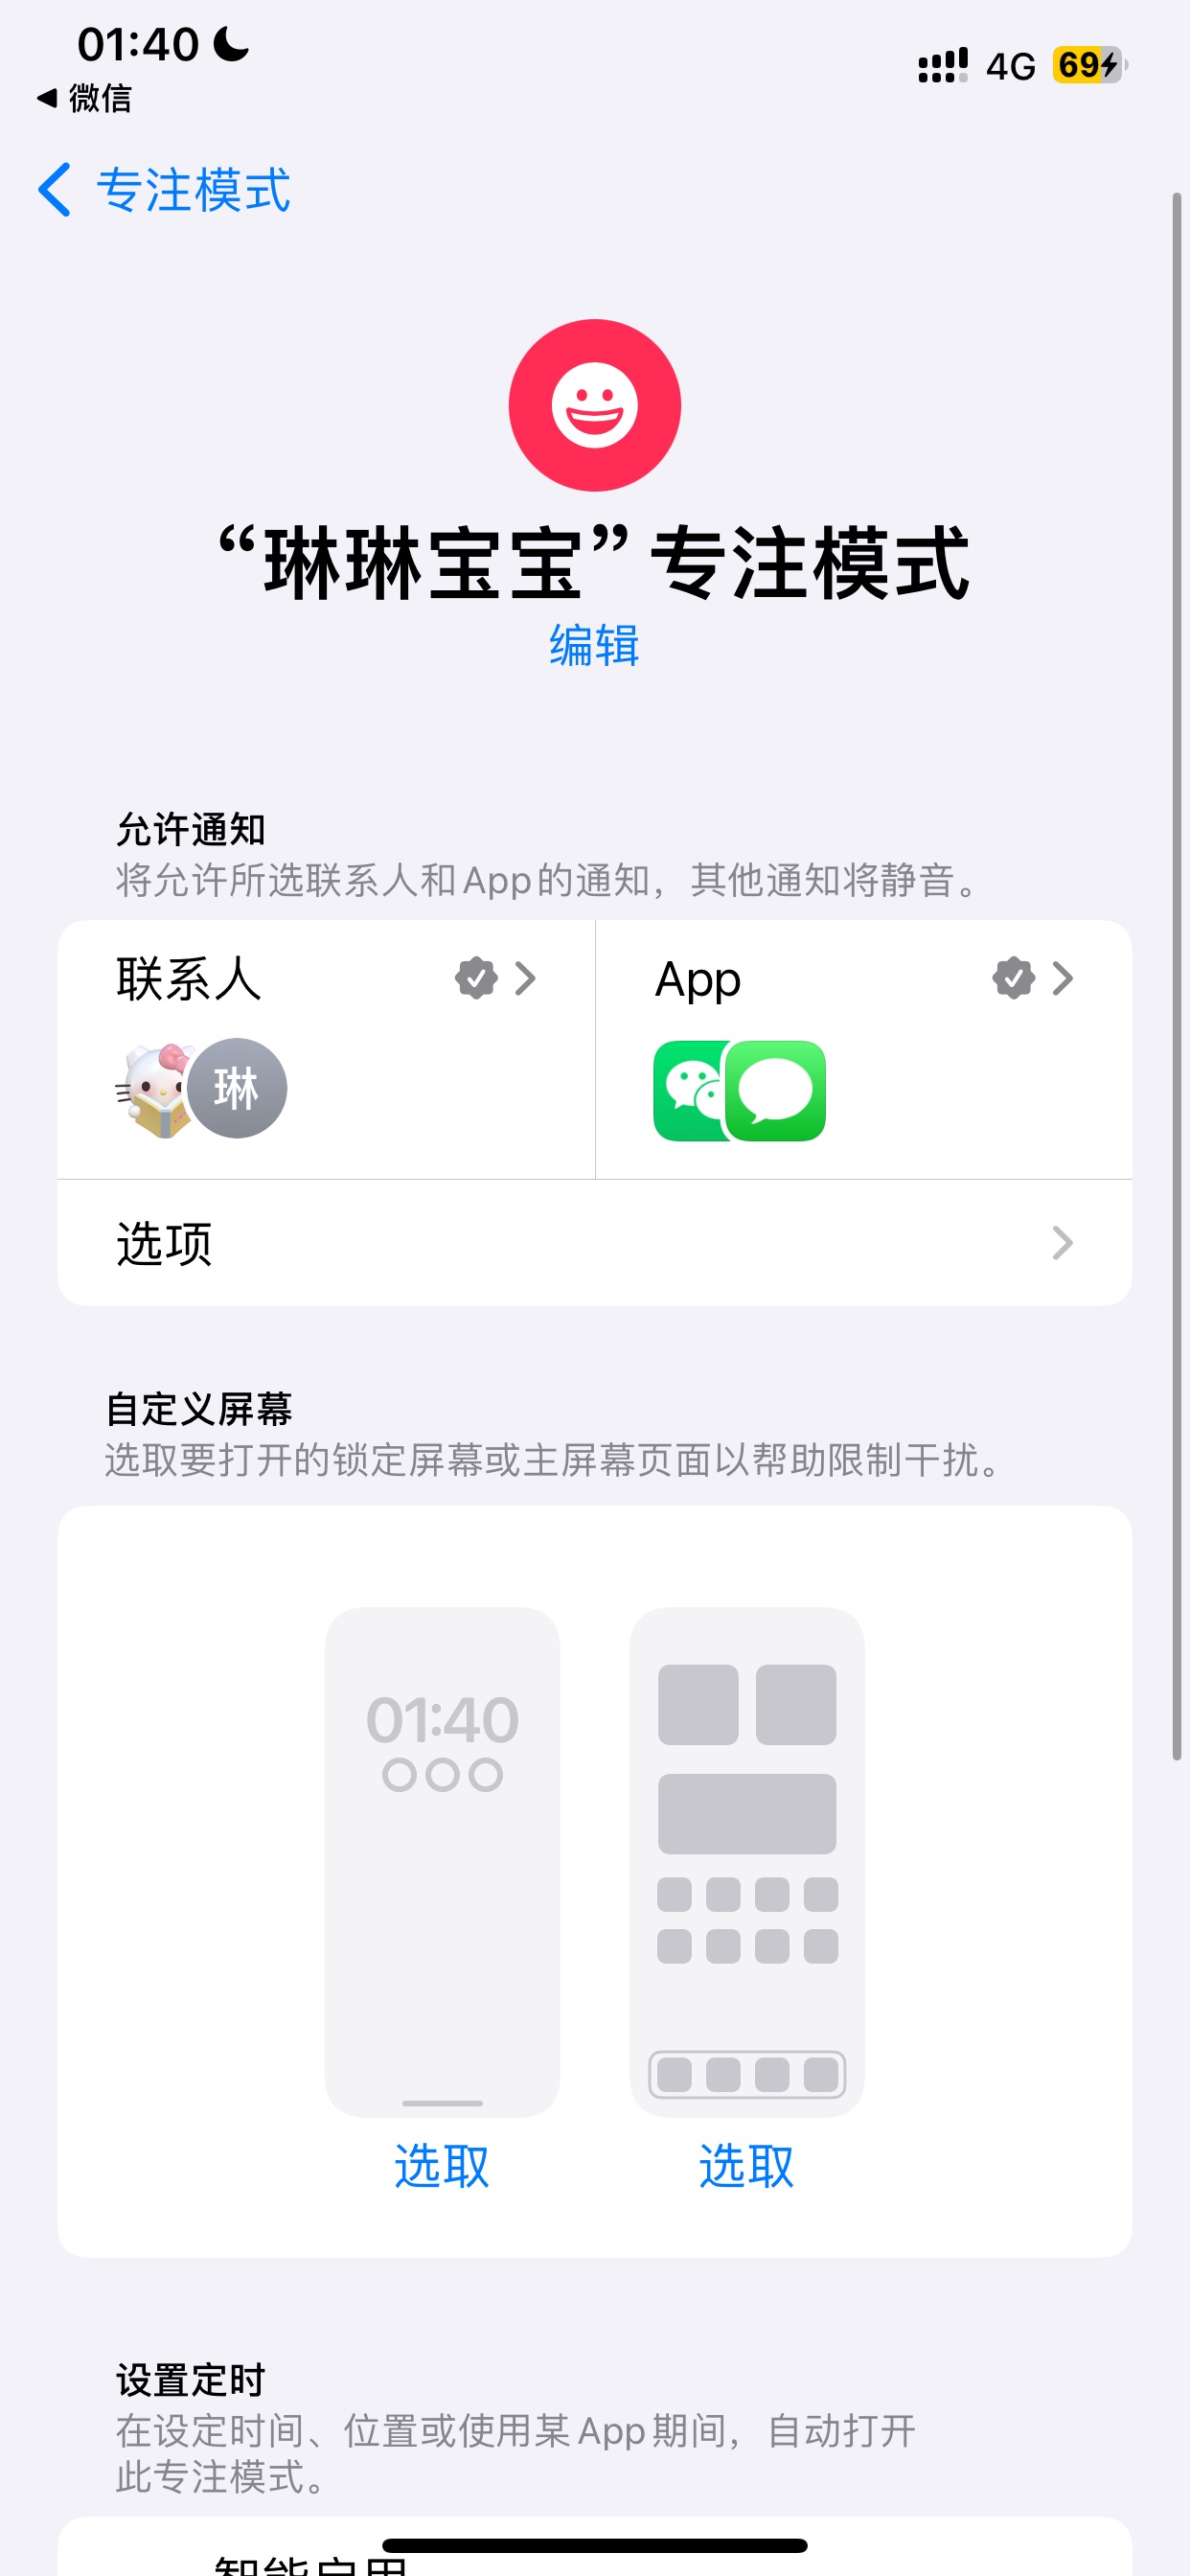 01:40
4G 69
微信
专注模式
“琳琳宝宝”专注模式
编辑
允许通知
将允许所选联系人和App的通知，其他通知将静音。
联系人
App
琳
选项
自定义屏幕
选取要打开的锁定屏幕或主屏幕页面以帮助限制干扰。
01:40
选取 选取
设置定时
在设定时间、位置或使用某App期间，自动打开
此专注模式。
智能启用